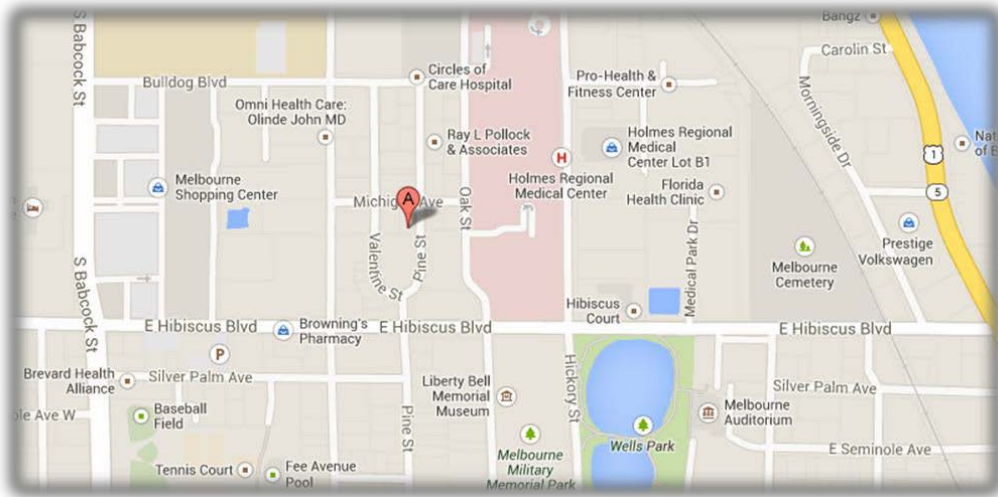 S Babcock St
Bulldog Blvd
Circles of
Care Hospital
Omni Health Care:
Olinde John MD
Ray L Pollock
& Associates
Pro-Health &
Fitness Center
Bangz
Carolin St
Morningside Dr
1
5
Holmes Regional
Medical
Center Lot B1
H
Holmes Regional
Medical Center
Florida
Health Clinic
Melbourne
Shopping Center
A
Michig Ave
Oak St
Valentine St
Pine St
Medical Park Dr
Melbourne
Cemetery
Prestige
Volkswagen
Nat
of B
S Babcock St
E Hibiscus Blvd
Browning's
Pharmacy
E Hibiscus Blvd
Hibiscus
Court
E Hibiscus Blvd
P
Brevard Health
Alliance
Silver Palm Ave
ole Ave W
Baseball
Field
Tennis Court
Fee Avenue
Pool
Pine St
Liberty Bell
Memorial
Museum
Melbourne
Military
Memorial Park
Hickory St
Wells Park
Melbourne
Auditorium
Silver Palm Ave
E Seminole Ave